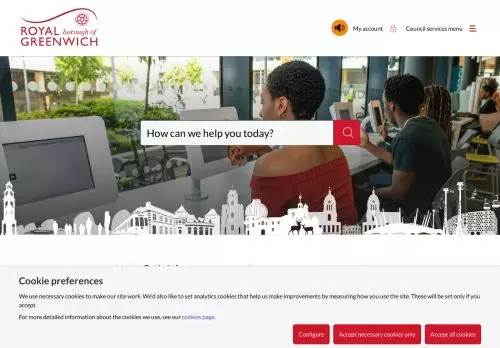 ROYAL borough of
GREENWICH
My account
Council services menu
How can we help you today?
Cookie preferences
We use necessary cookies to make our site work. We'd also like to set analytics cookies that help us make improvements by measuring how you use the site. These will be set only if you
accept.
For more detailed information about the cookies we use, see our cookies page.
Configure
Accept necessary cookies only
Accept all cookies